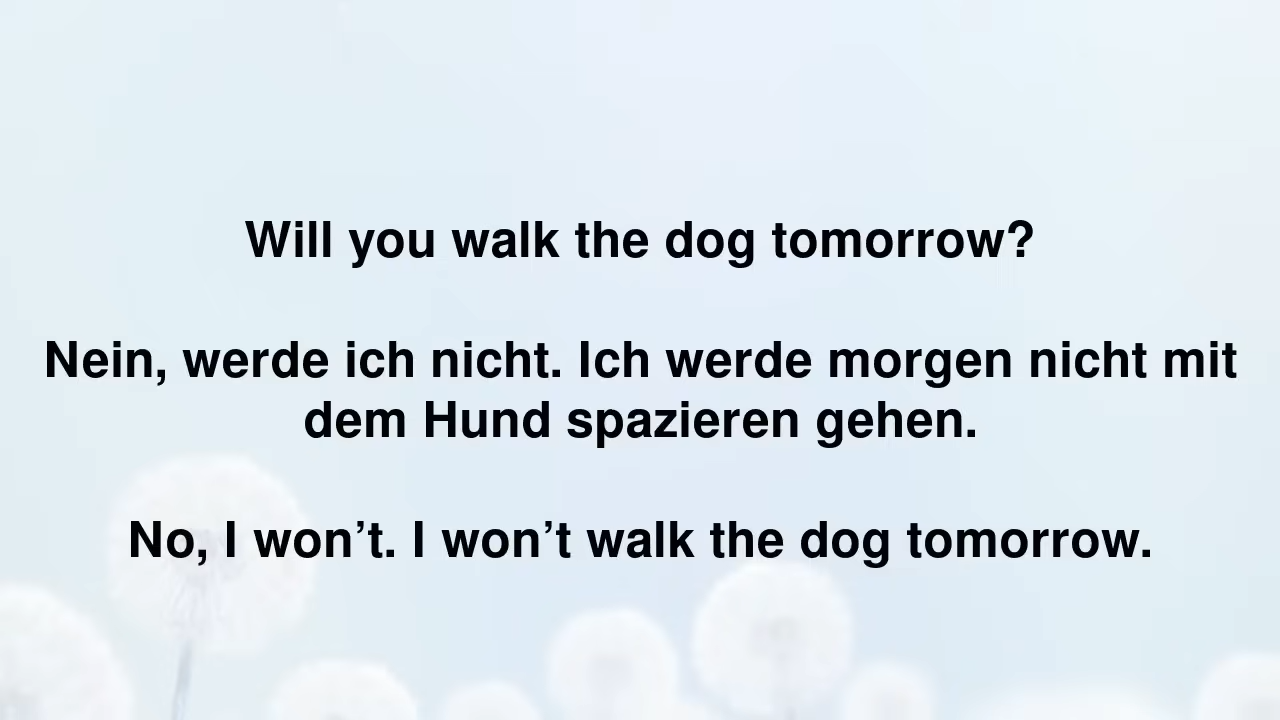 Will you walk the dog tomorrow?
Nein, werde ich nicht. Ich werde morgen nicht mit
dem Hund spazieren gehen.
No, I won’t. I won’t walk the dog tomorrow.